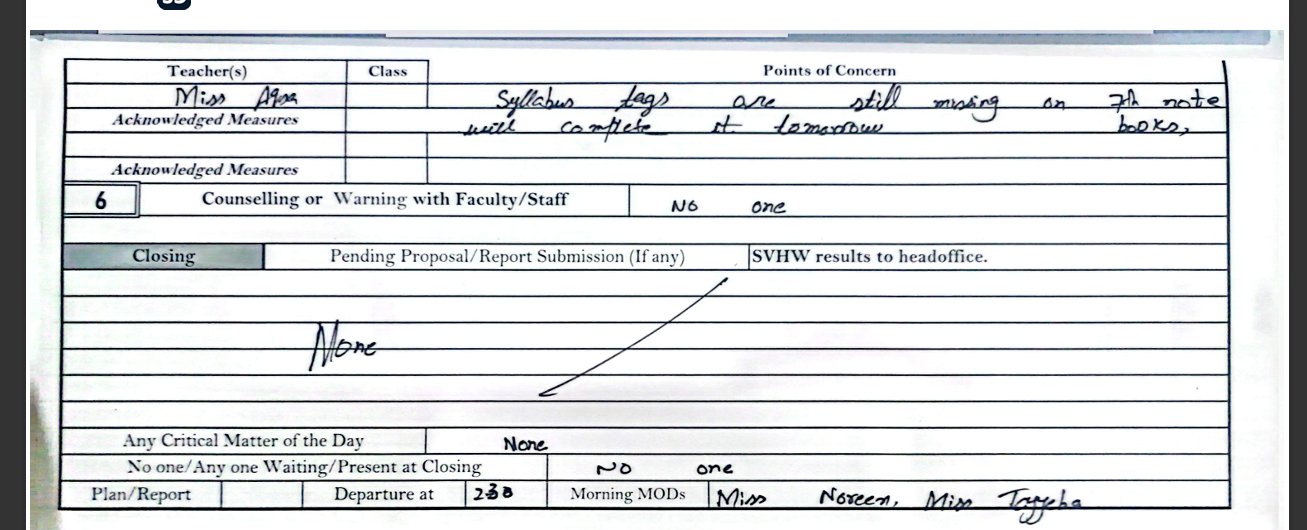 Teacher(s) Class Points of Concern
Miss Aqsa Syllabus tags are still missing on 7th note
Acknowledged Measures will complete it tomorrow books,
Acknowledged Measures
6 Counselling or Warning with Faculty/Staff No one
Closing Pending Proposal/Report Submission (If any) SVHW results to headoffice.
None
Any Critical Matter of the Day None
No one/Any one Waiting/Present at Closing No one
Plan/Report Departure at 230 Morning MODs Miss Noreen, Miss Tayyeba